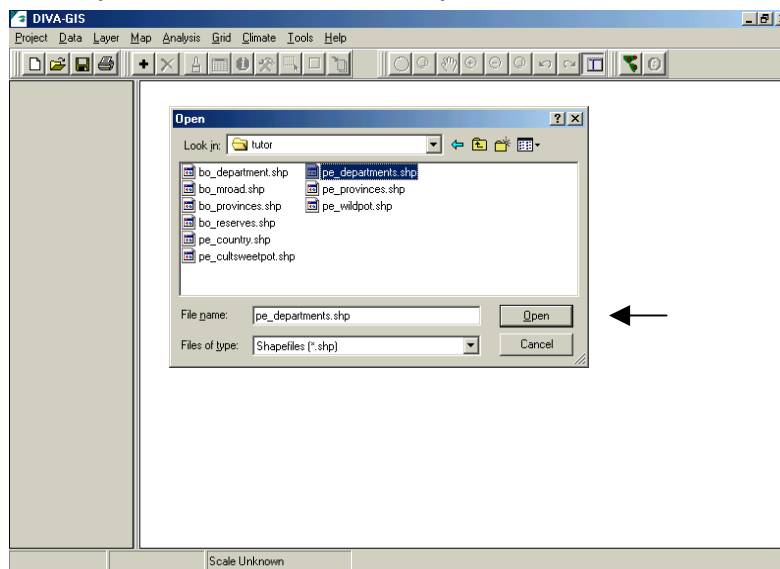 DIVA-GIS
Project Data Layer Map Analysis Grid Climate Tools Help
Open
Look in: tutor
bo_department.shp pe_departments.shp
bo_mroad.shp pe_provinces.shp
bo_provinces.shp pe_wildpot.shp
bo_reserves.shp
pe_country.shp
pe_cultsweetpot.shp
File name: pe_departments.shp Open
Files of type: Shapefiles (*.shp) Cancel
Scale Unknown